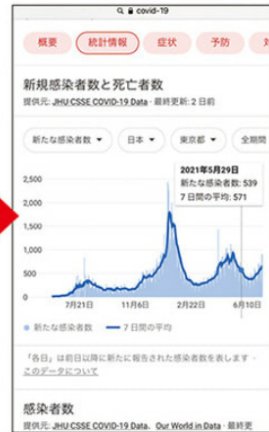 covid-19
概要 統計情報 症状 予防
新規感染者数と死亡者数
提供元: JHU CSSE COVID-19 Data · 最終更新: 2 日前
新たな感染者数 日本 東京都 全期間
2021年5月29日
新たな感染者数: 539
7 日間の平均: 571
2,500
2,000
1,500
1,000
500
0
7月21日 11月6日 2月22日 6月10日
新たな感染者数 7 日間の平均
「各日」は前日以降に新たに報告された感染者数を表します ·
このデータについて
感染者数
提供元: JHU CSSE COVID-19 Data、Our World in Data · 最終更